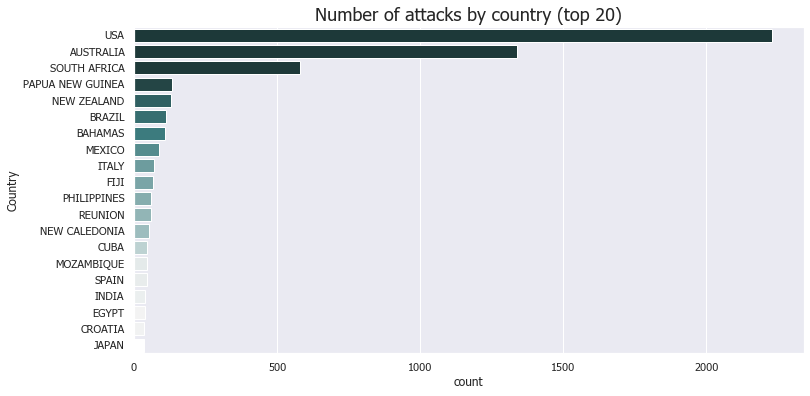 Number of attacks by country (top 20)
USA
AUSTRALIA
SOUTH AFRICA
PAPUA NEW GUINEA
NEW ZEALAND
BRAZIL
BAHAMAS
MEXICO
ITALY
FIJI
PHILIPPINES
REUNION
NEW CALEDONIA
CUBA
MOZAMBIQUE
SPAIN
INDIA
EGYPT
CROATIA
JAPAN
Country
0 500 1000 1500 2000
count